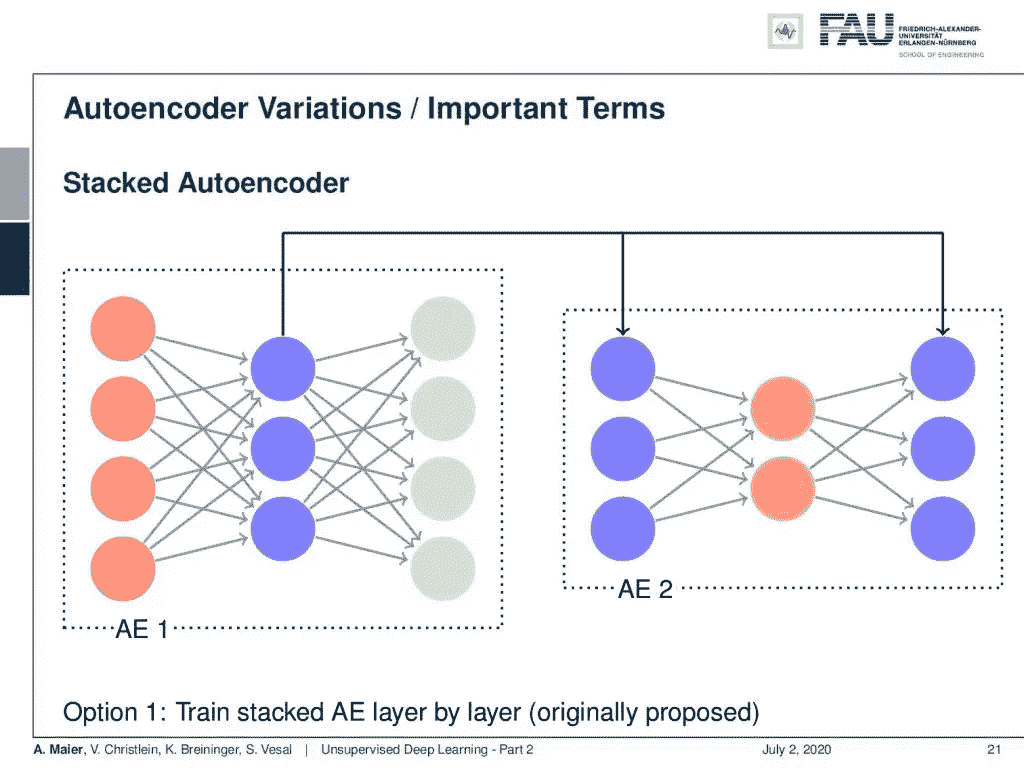 FAU
FRIEDRICH-ALEXANDER-
UNIVERSITÄT
ERLANGEN-NÜRNBERG
SCHOOL OF ENGINEERING
Autoencoder Variations / Important Terms
Stacked Autoencoder
AE 1
AE 2
Option 1: Train stacked AE layer by layer (originally proposed)
A. Maier, V. Christlein, K. Breininger, S. Vesal | Unsupervised Deep Learning - Part 2 July 2, 2020 21